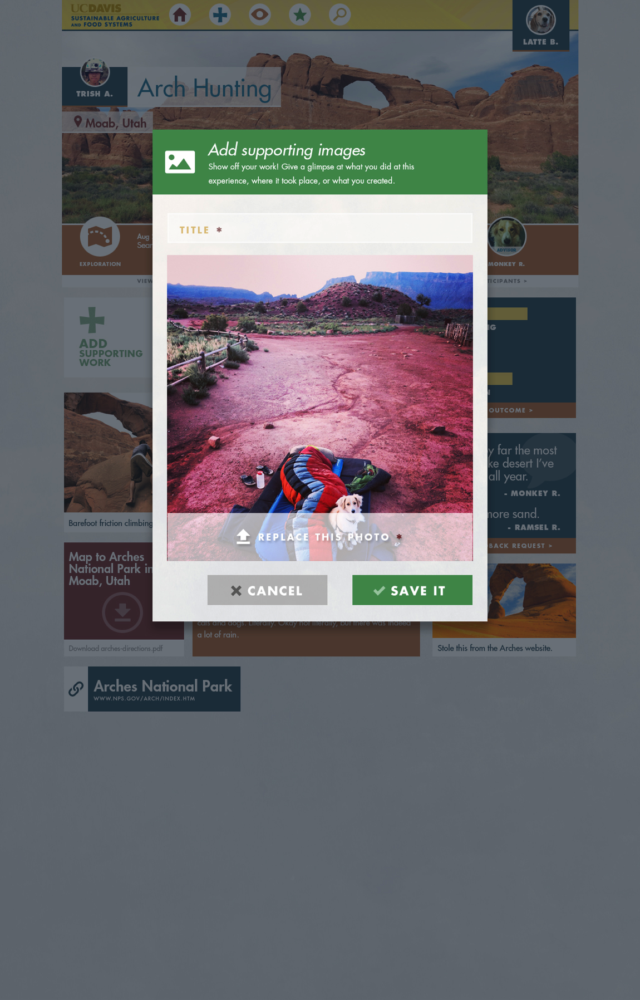 UCDAVIS
SUSTAINABLE AGRICULTURE
AND FOOD SYSTEMS
LATTE B.
TRISH A.
Arch Hunting
Moab, Utah
Add supporting images
Show off your work! Give a glimpse at what you did at this
experience, where it took place, or what you created.
TITLE *
EXPLORATION
Aug
ADVISOR
MONKEY R.
VIEW
ADD
SUPPORTING
WORK
OUTCOME >
y far the most
ke desert I've
all year.
- MONKEY R.
more sand.
- RAMSEL R.
BACK REQUEST >
Barefoot friction climbing
Map to Arches
National Park in
Moab, Utah
Download arches-directions.pdf
REPLACE THIS PHOTO *
CANCEL
SAVE IT
cats and dogs. Literally. Okay not literally, but there was indeed
a lot of rain.
Stole this from the Arches website.
Arches National Park
WWW.NPS.GOV/ARCH/INDEX.HTM